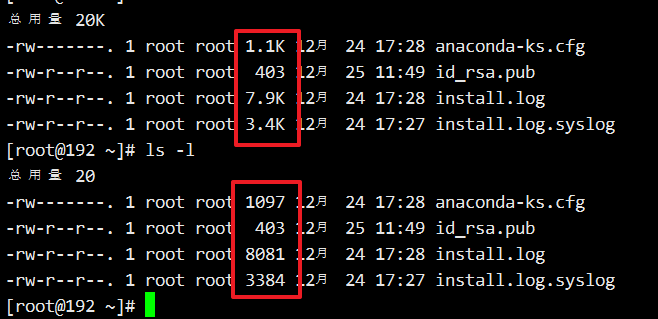 总用量 20K
-rw-------. 1 root root 1.1K 12月 24 17:28 anaconda-ks.cfg
-rw-r--r--. 1 root root 403 12月 25 11:49 id_rsa.pub
-rw-r--r--. 1 root root 7.9K 12月 24 17:28 install.log
-rw-r--r--. 1 root root 3.4K 12月 24 17:27 install.log.syslog
[root@192 ~]# ls -l
总用量 20
-rw-------. 1 root root 1097 12月 24 17:28 anaconda-ks.cfg
-rw-r--r--. 1 root root 403 12月 25 11:49 id_rsa.pub
-rw-r--r--. 1 root root 8081 12月 24 17:28 install.log
-rw-r--r--. 1 root root 3384 12月 24 17:27 install.log.syslog
[root@192 ~]#